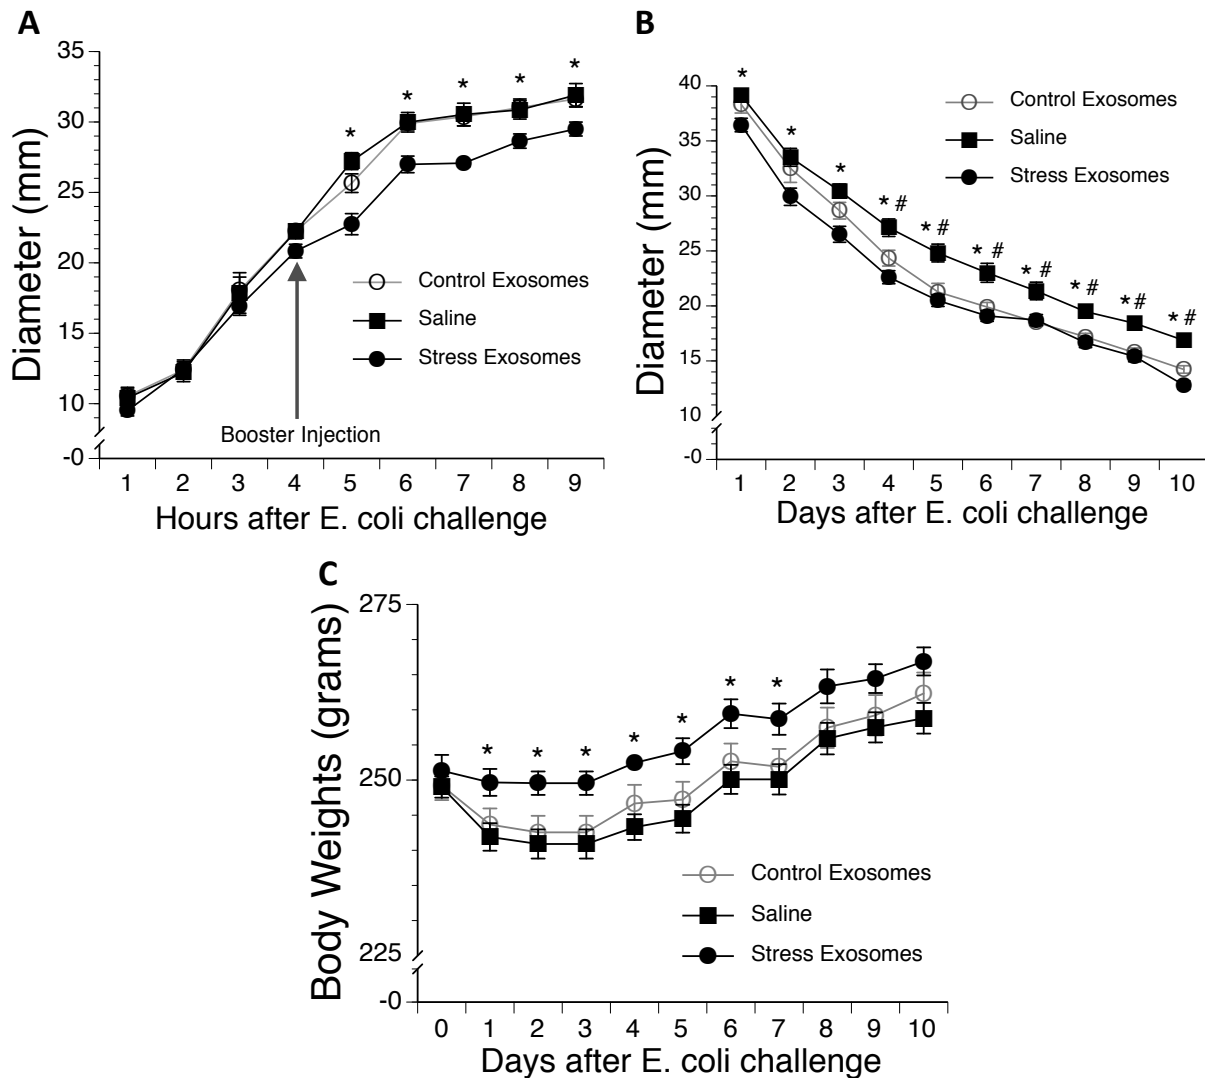 A
35
30
25
20
15
10
-0
Diameter (mm)
* * * * *
Control Exosomes
Saline
Stress Exosomes
Booster Injection
1 2 3 4 5 6 7 8 9
Hours after E. coli challenge
B
40
35
30
25
20
15
10
-0
Diameter (mm)
* * * * # * # * # * # * # * # * #
Control Exosomes
Saline
Stress Exosomes
1 2 3 4 5 6 7 8 9 10
Days after E. coli challenge
C
275
250
225
-0
Body Weights (grams)
* * * * * * *
Control Exosomes
Saline
Stress Exosomes
0 1 2 3 4 5 6 7 8 9 10
Days after E. coli challenge